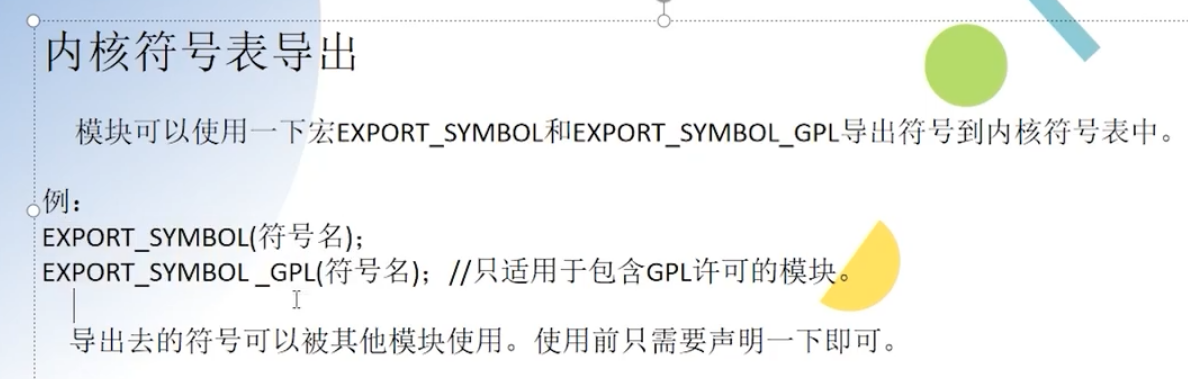 内核符号表导出
模块可以使用一下宏EXPORT_SYMBOL和EXPORT_SYMBOL_GPL导出符号到内核符号表中。
例：
EXPORT_SYMBOL(符号名)；
EXPORT_SYMBOL _GPL(符号名)；//只适用于包含GPL许可的模块。
导出去的符号可以被其他模块使用。使用前只需要声明一下即可。